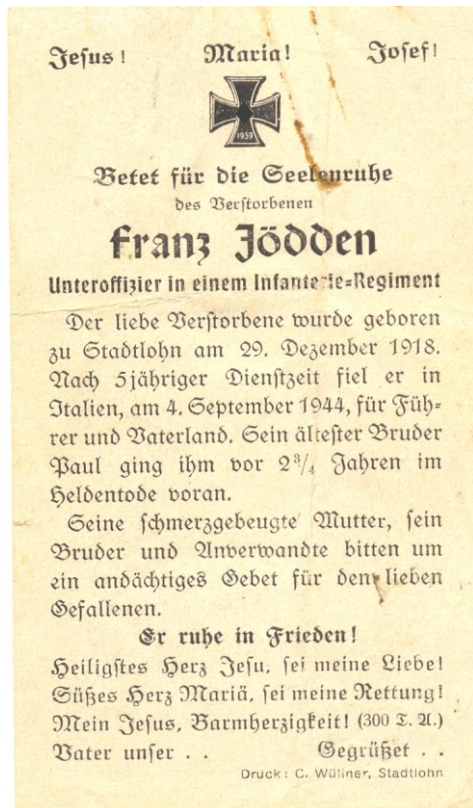 Jesus! Maria! Josef!
1939
Betet für die Seelenruhe
des Verstorbenen
Franz Jödden
Unteroffizier in einem Infanterie-Regiment
Der liebe Verstorbene wurde geboren
zu Stadtlohn am 29. Dezember 1918.
Nach 5jähriger Dienstzeit fiel er in
Italien, am 4. September 1944, für Füh-
rer und Vaterland. Sein ältester Bruder
Paul ging ihm vor 2 3/4 Jahren im
Heldentode voran.
Seine schmerzgebeugte Mutter, sein
Bruder und Anverwandte bitten um
ein andächtiges Gebet für den lieben
Gefallenen.
Er ruhe in Frieden!
Heiligstes Herz Jesu, sei meine Liebe!
Süßes Herz Mariä, sei meine Rettung!
Mein Jesus, Barmherzigkeit! (300 T. A.)
Vater unser . . Gegrüßet . .
Druck: C. Wüllner, Stadtlohn